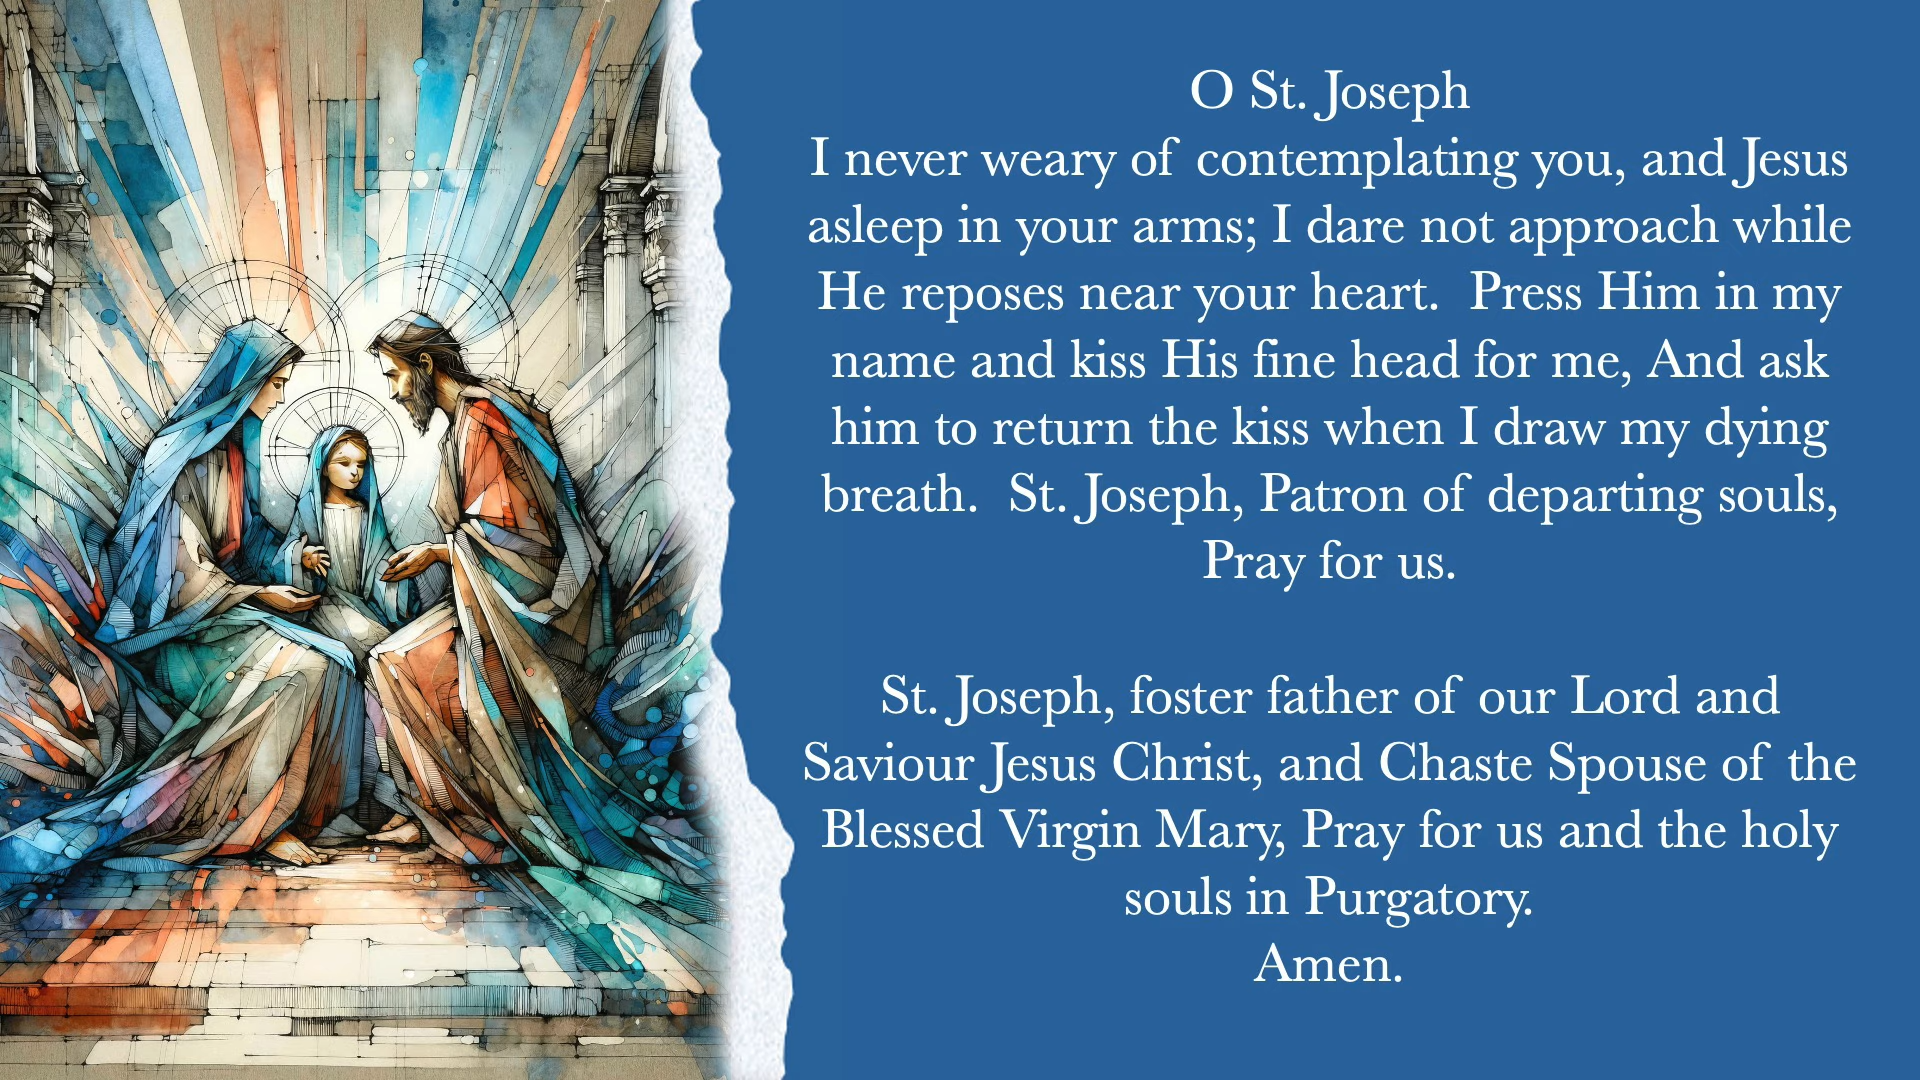 O St. Joseph
I never weary of contemplating you, and Jesus
asleep in your arms; I dare not approach while
He reposes near your heart.  Press Him in my
name and kiss His fine head for me, And ask
him to return the kiss when I draw my dying
breath.  St. Joseph, Patron of departing souls,
Pray for us.
St. Joseph, foster father of our Lord and
Saviour Jesus Christ, and Chaste Spouse of the
Blessed Virgin Mary, Pray for us and the holy
souls in Purgatory.
Amen.